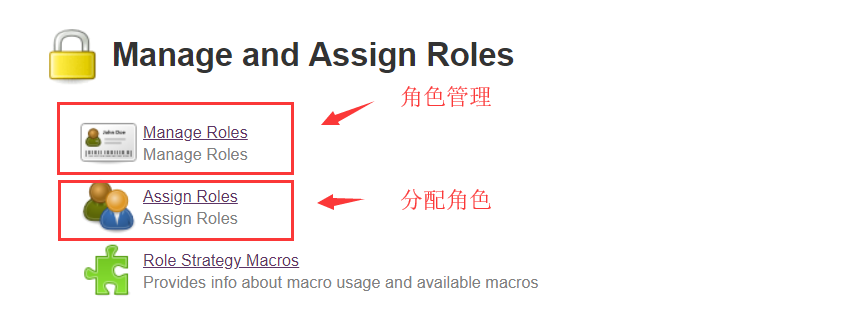 Manage and Assign Roles
角色管理
John Doe
Manage Roles
Manage Roles
Assign Roles
Assign Roles
分配角色
Role Strategy Macros
Provides info about macro usage and available macros